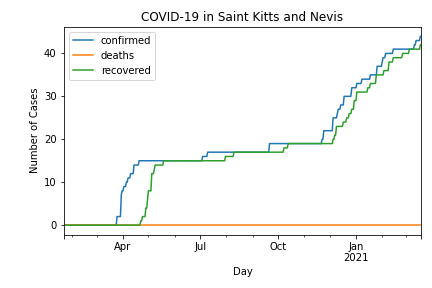 COVID-19 in Saint Kitts and Nevis
confirmed
deaths
recovered
Number of Cases
40
30
20
10
0
Apr Jul Oct Jan
2021
Day